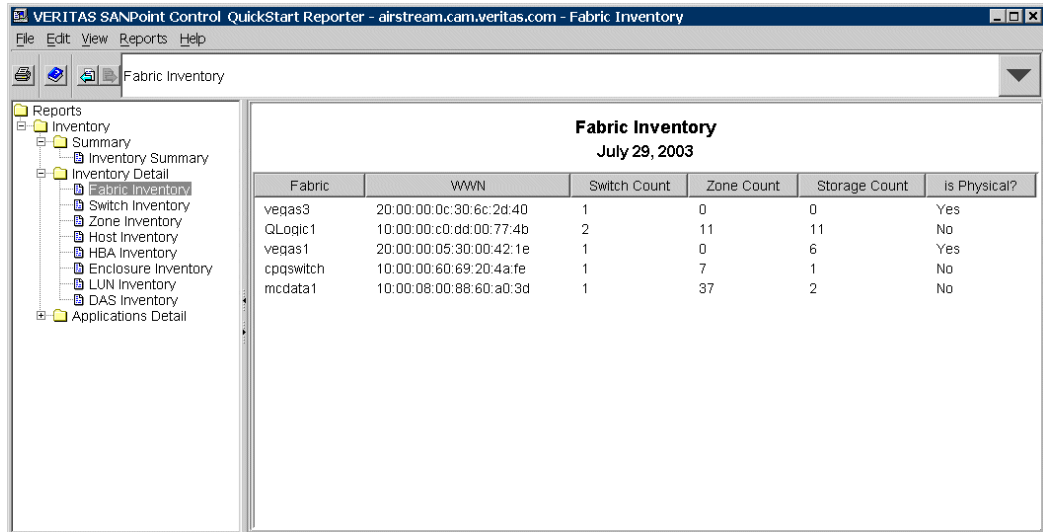 VERITAS SANPoint Control QuickStart Reporter - airstream.cam.veritas.com - Fabric Inventory
File Edit View Reports Help
Fabric Inventory
Reports
Inventory
Summary
Inventory Summary
Inventory Detail
Fabric Inventory
Switch Inventory
Zone Inventory
Host Inventory
HBA Inventory
Enclosure Inventory
LUN Inventory
DAS Inventory
Applications Detail
Fabric Inventory
July 29, 2003
Fabric WWN Switch Count Zone Count Storage Count is Physical?
vegas3 20:00:00:0c:30:6c:2d:40 1 0 0 Yes
QLogic1 10:00:00:c0:dd:00:77:4b 2 11 11 No
vegas1 20:00:00:05:30:00:42:1e 1 0 6 Yes
cpqswitch 10:00:00:60:69:20:4a:fe 1 7 1 No
mcdata1 10:00:08:00:88:60:a0:3d 1 37 2 No